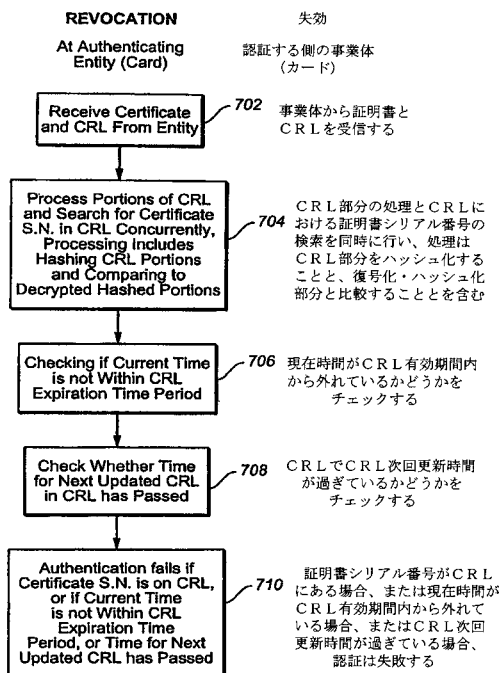 REVOCATION
失効
At Authenticating
Entity (Card)
認証する側の事業体
(カード)
702
Receive Certificate
and CRL From Entity
事業体から証明書と
CRLを受信する
704
Process Portions of CRL
and Search for Certificate
S.N. in CRL Concurrently,
Processing Includes
Hashing CRL Portions
and Comparing to
Decrypted Hashed Portions
CRL部分の処理とCRLに
おける証明書シリアル番号の
検索を同時に行い、処理は
CRL部分をハッシュ化する
ことと、復号化・ハッシュ化
部分と比較することとを含む
706
Checking if Current Time
is not Within CRL
Expiration Time Period
現在時間がCRL有効期間内
から外れているかどうかを
チェックする
708
Check Whether Time
for Next Updated CRL
in CRL has Passed
CRLでCRL次回更新時間
が過ぎているかどうかを
チェックする
710
Authentication fails if
Certificate S.N. is on CRL,
or if Current Time
is not Within CRL
Expiration Time
Period, or Time for Next
Updated CRL has Passed
証明書シリアル番号がCRL
にある場合、または現在時間が
CRL有効期間内から外れて
いる場合、またはCRL次回
更新時間が過ぎている場合、
認証は失敗する